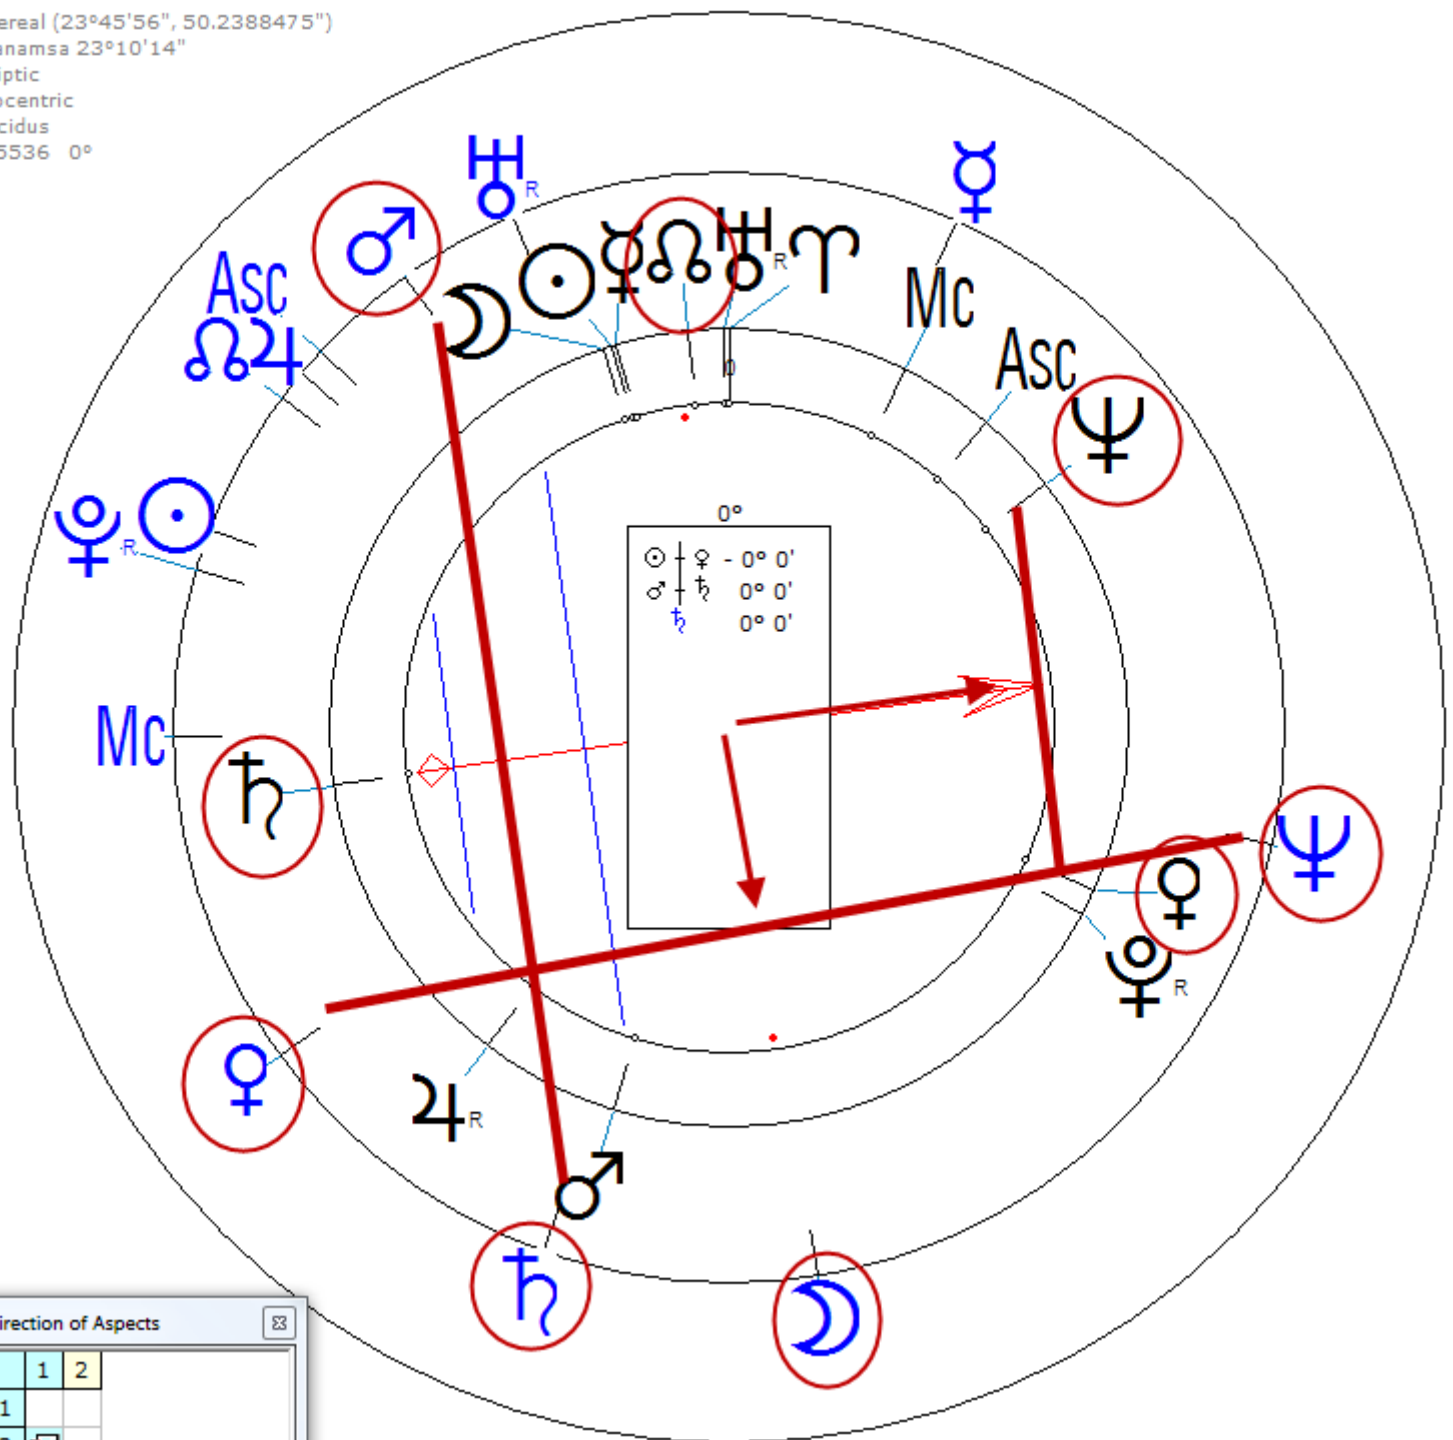 ereal (23°45'56", 50.2388475")
anamsa 23°10'14"
iptic
ocentric
cidus
5536 0°
♅ R
☿
♂
Asc
☽ ☉ ☿ ☊ ♅ R ♈
Mc
☊ ♃
Asc
♆
0
♇ R ☉
0°
☉ ♀ - 0° 0'
♂ ♄ 0° 0'
♄ 0° 0'
Mc
♄
♀
♆
♇ R
♀
♃ R
♂
♄
☽
irection of Aspects
1 2
1